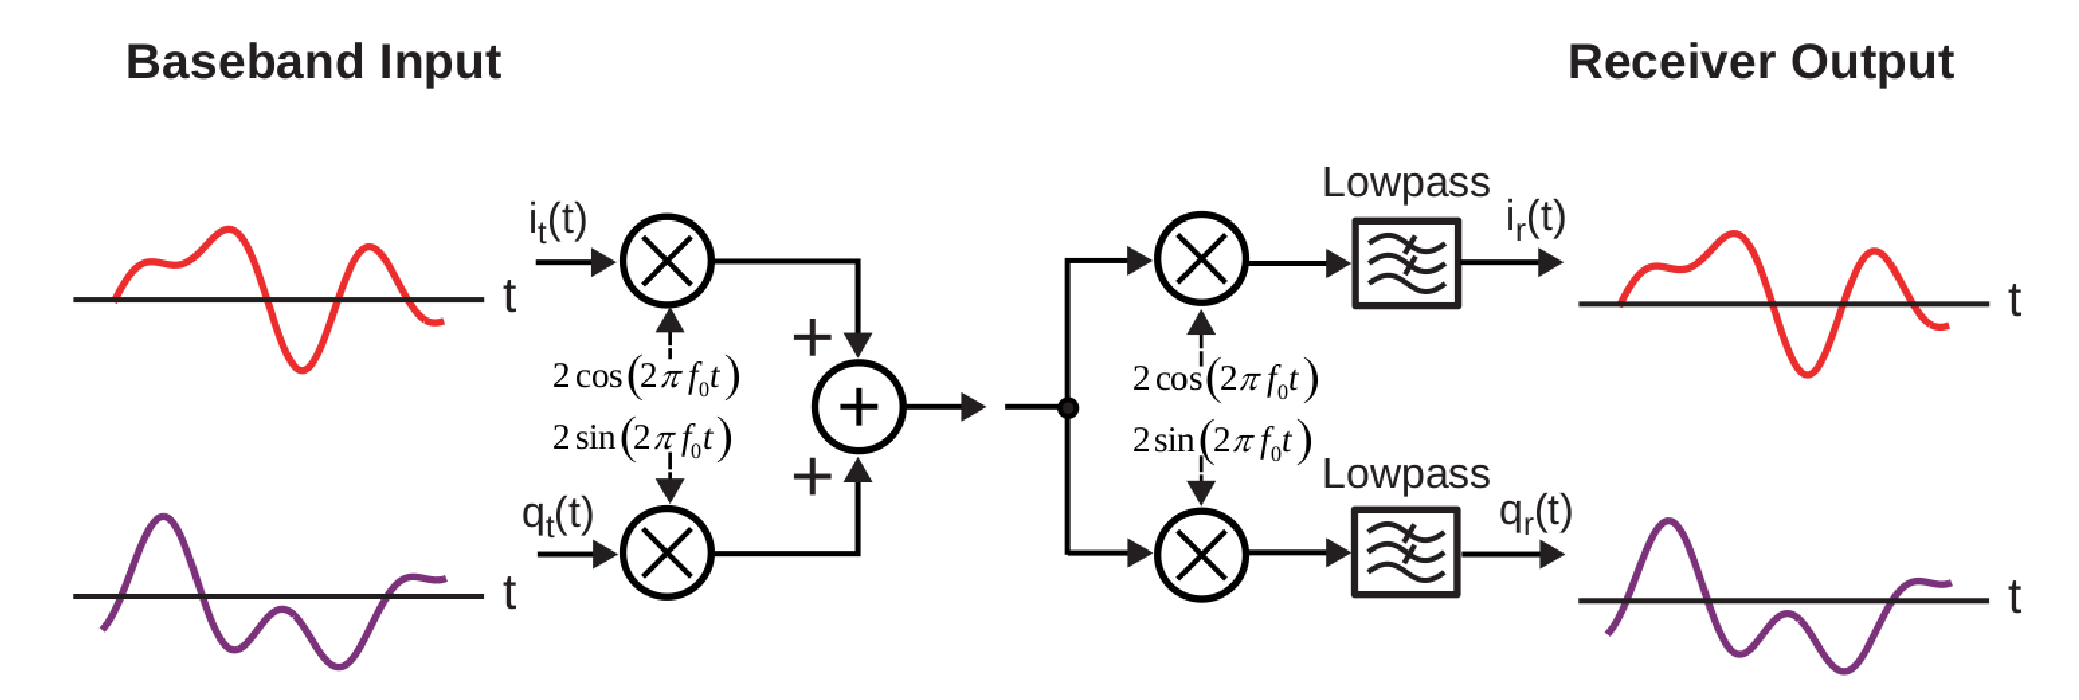 Baseband Input
Receiver Output
Lowpass
i_t(t)
i_r(t)
t
t
+
2 cos(2π f_0 t)
2 cos(2π f_0 t)
+
2 sin(2π f_0 t)
2 sin(2π f_0 t)
Lowpass
+
q_t(t)
q_r(t)
t
t